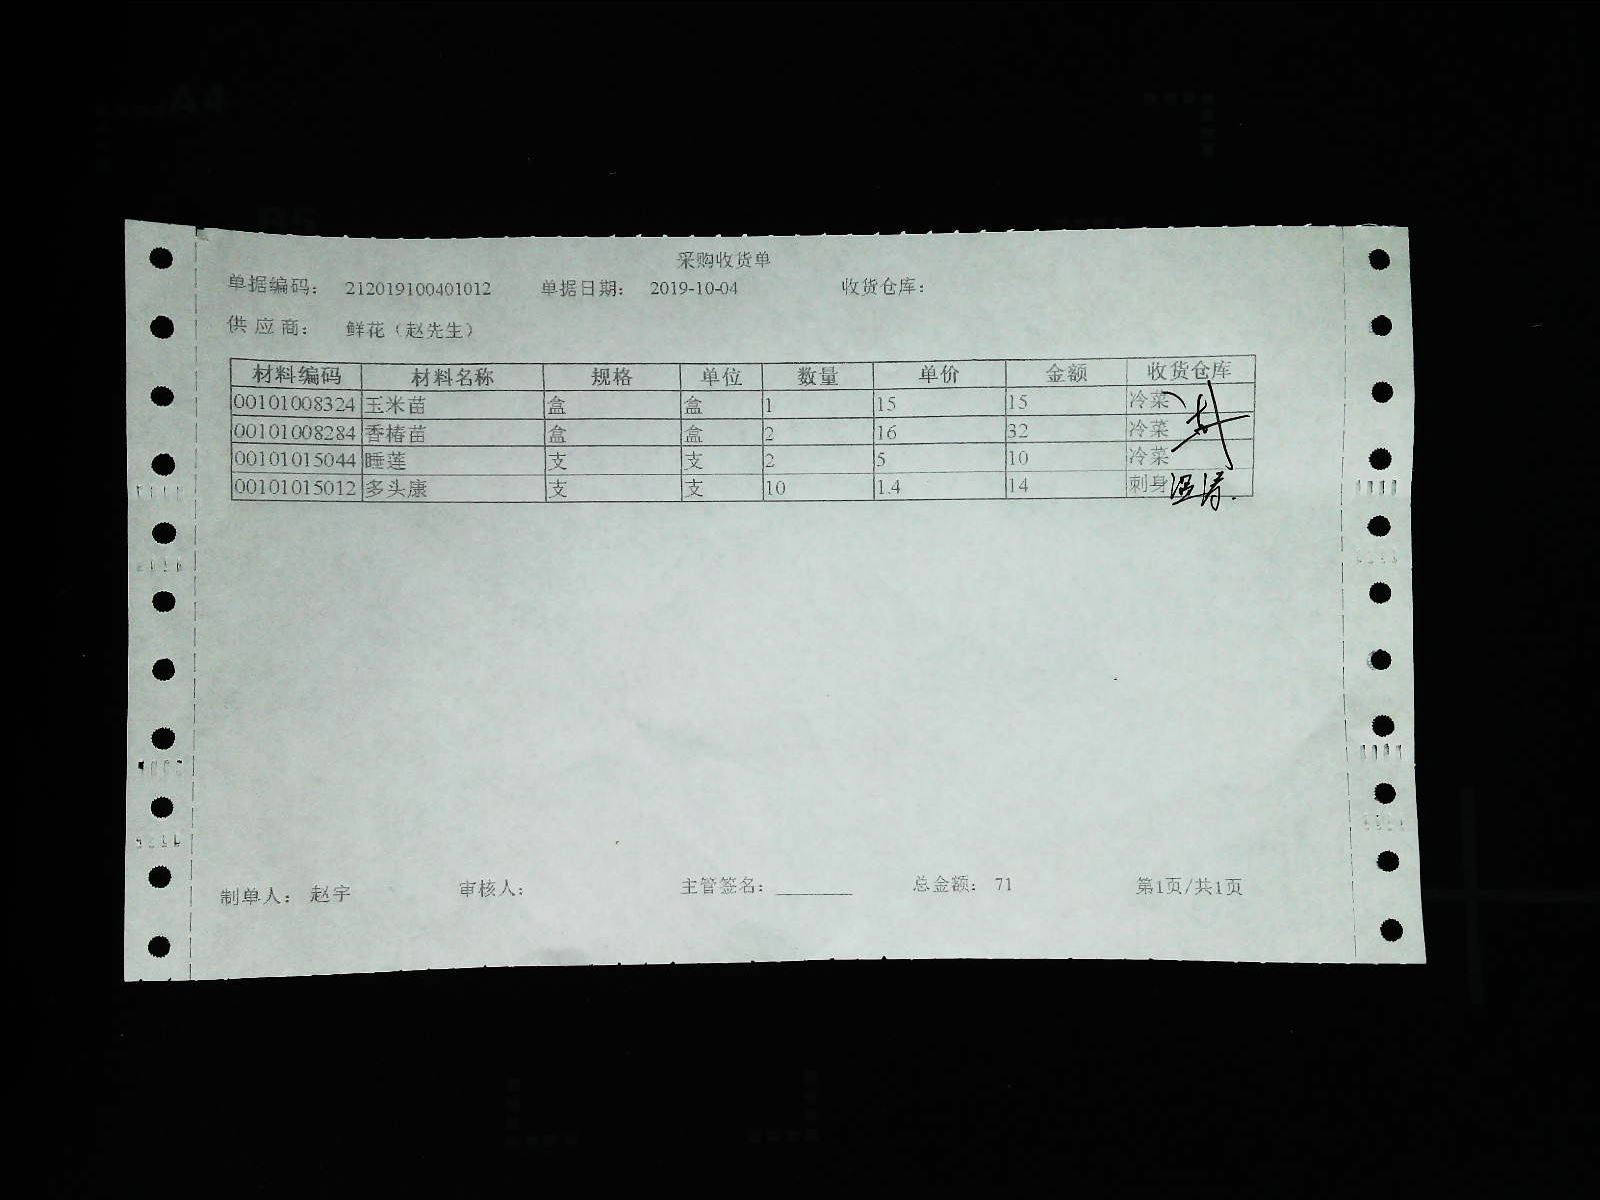 采购收货单
单据编码： 212019100401012 单据日期： 2019-10-04 收货仓库：
供 应 商： 鲜花（赵先生）
材料编码 材料名称 规格 单位 数量 单价 金额 收货仓库
00101008324 玉米苗 盒 盒 1 15 15 冷菜
00101008284 香椿苗 盒 盒 2 16 32 冷菜
00101015044 睡莲 支 支 2 5 10 冷菜
00101015012 多头康 支 支 10 1.4 14 刺身
制单人： 赵宇 审核人： 主管签名：________ 总金额： 71 第1页/共1页